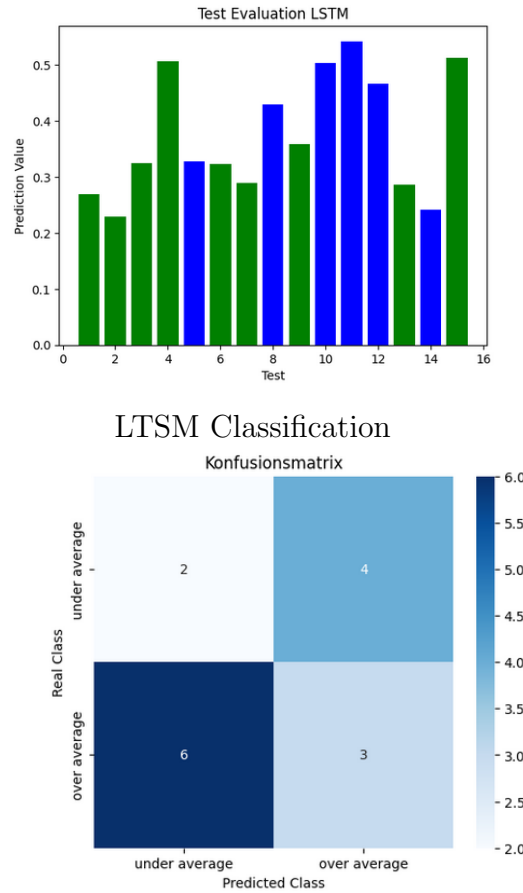 Test Evaluation LSTM
Prediction Value
0.5
0.4
0.3
0.2
0.1
0.0
0 2 4 6 8 10 12 14 16
Test
LTSM Classification
Konfusionsmatrix
Real Class
under average
2 4
over average
6 3
under average over average
Predicted Class
6.0
5.5
5.0
4.5
4.0
3.5
3.0
2.5
2.0